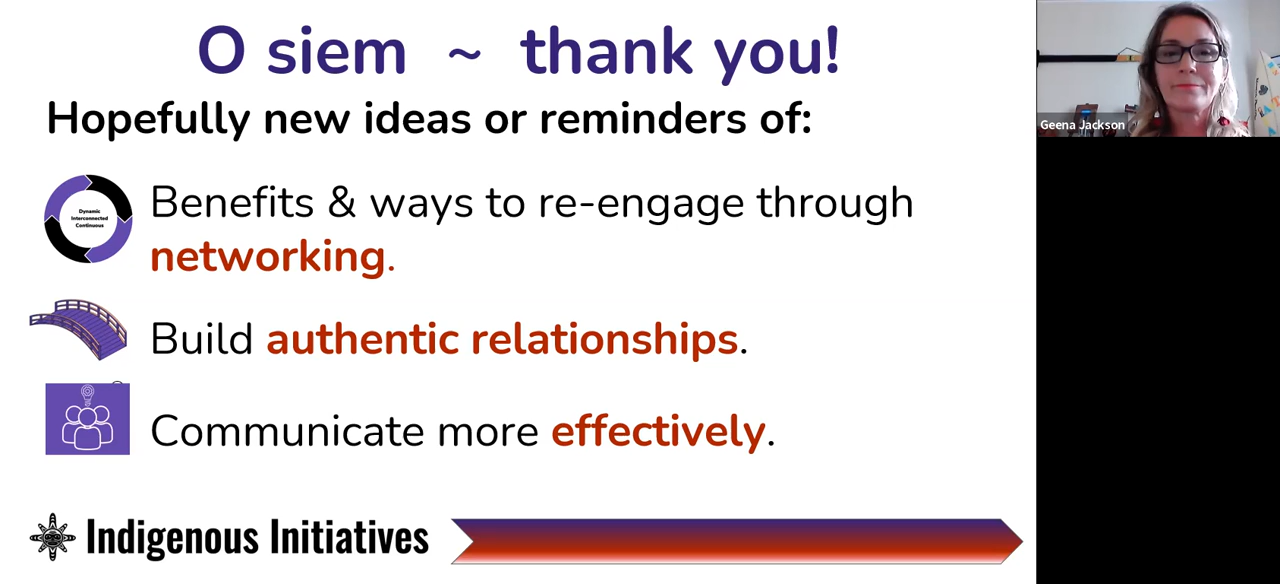 O siem ~ thank you!
Hopefully new ideas or reminders of:
Dynamic
Interconnected
Continuous
Benefits & ways to re-engage through
networking.
Build authentic relationships.
Communicate more effectively.
Indigenous Initiatives
Geena Jackson